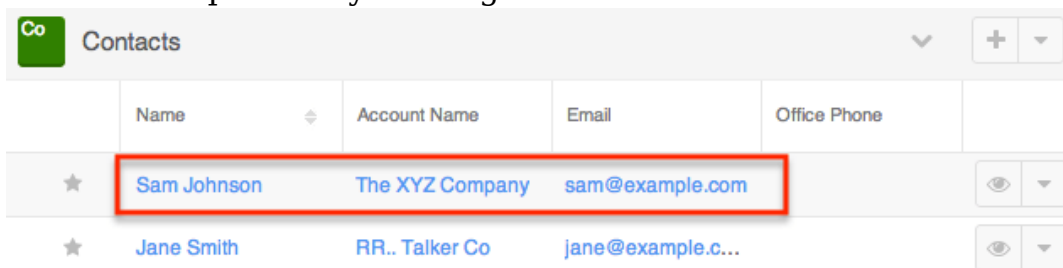 Co Contacts
Name Account Name Email Office Phone
Sam Johnson The XYZ Company sam@example.com
Jane Smith RR.. Talker Co jane@example.c...